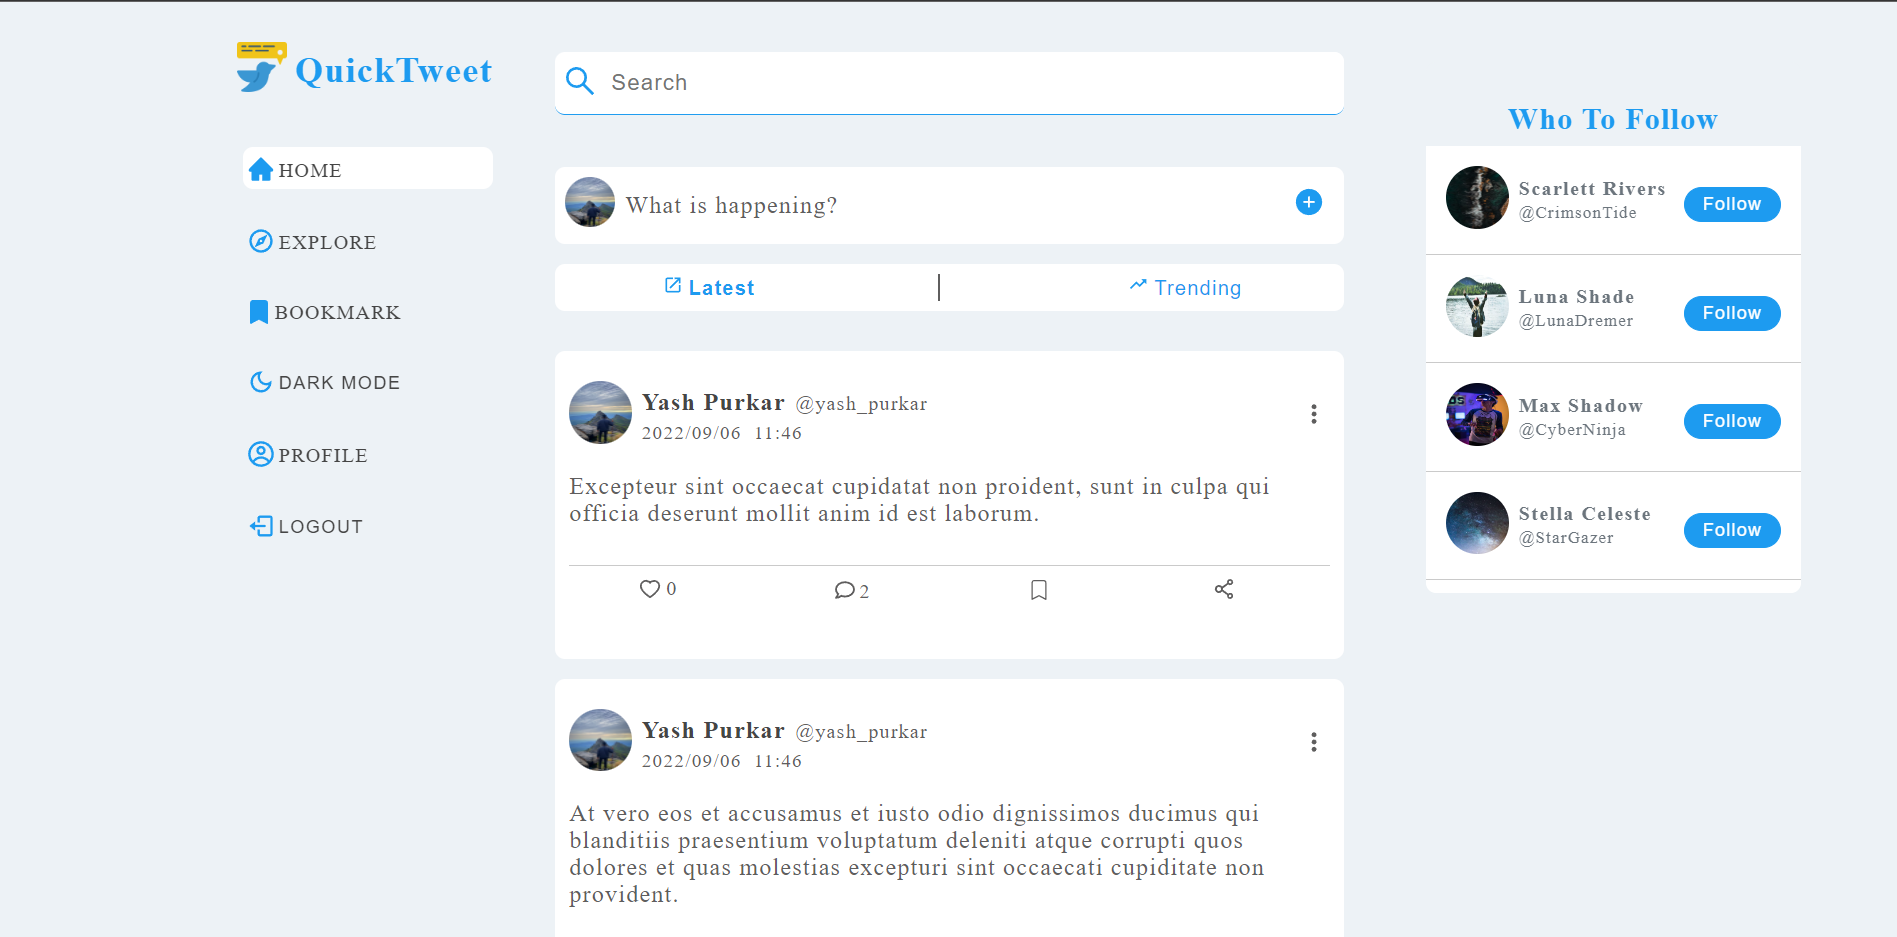 QuickTweet
HOME
EXPLORE
BOOKMARK
DARK MODE
PROFILE
LOGOUT
Search
What is happening?
Latest
Trending
Yash Purkar @yash_purkar
2022/09/06 11:46
Excepteur sint occaecat cupidatat non proident, sunt in culpa qui
officia deserunt mollit anim id est laborum.
0
2
Yash Purkar @yash_purkar
2022/09/06 11:46
At vero eos et accusamus et iusto odio dignissimos ducimus qui
blanditiis praesentium voluptatum deleniti atque corrupti quos
dolores et quas molestias excepturi sint occaecati cupiditate non
provident.
Who To Follow
Scarlett Rivers
@CrimsonTide
Follow
Luna Shade
@LunaDremer
Follow
Max Shadow
@CyberNinja
Follow
Stella Celeste
@StarGazer
Follow